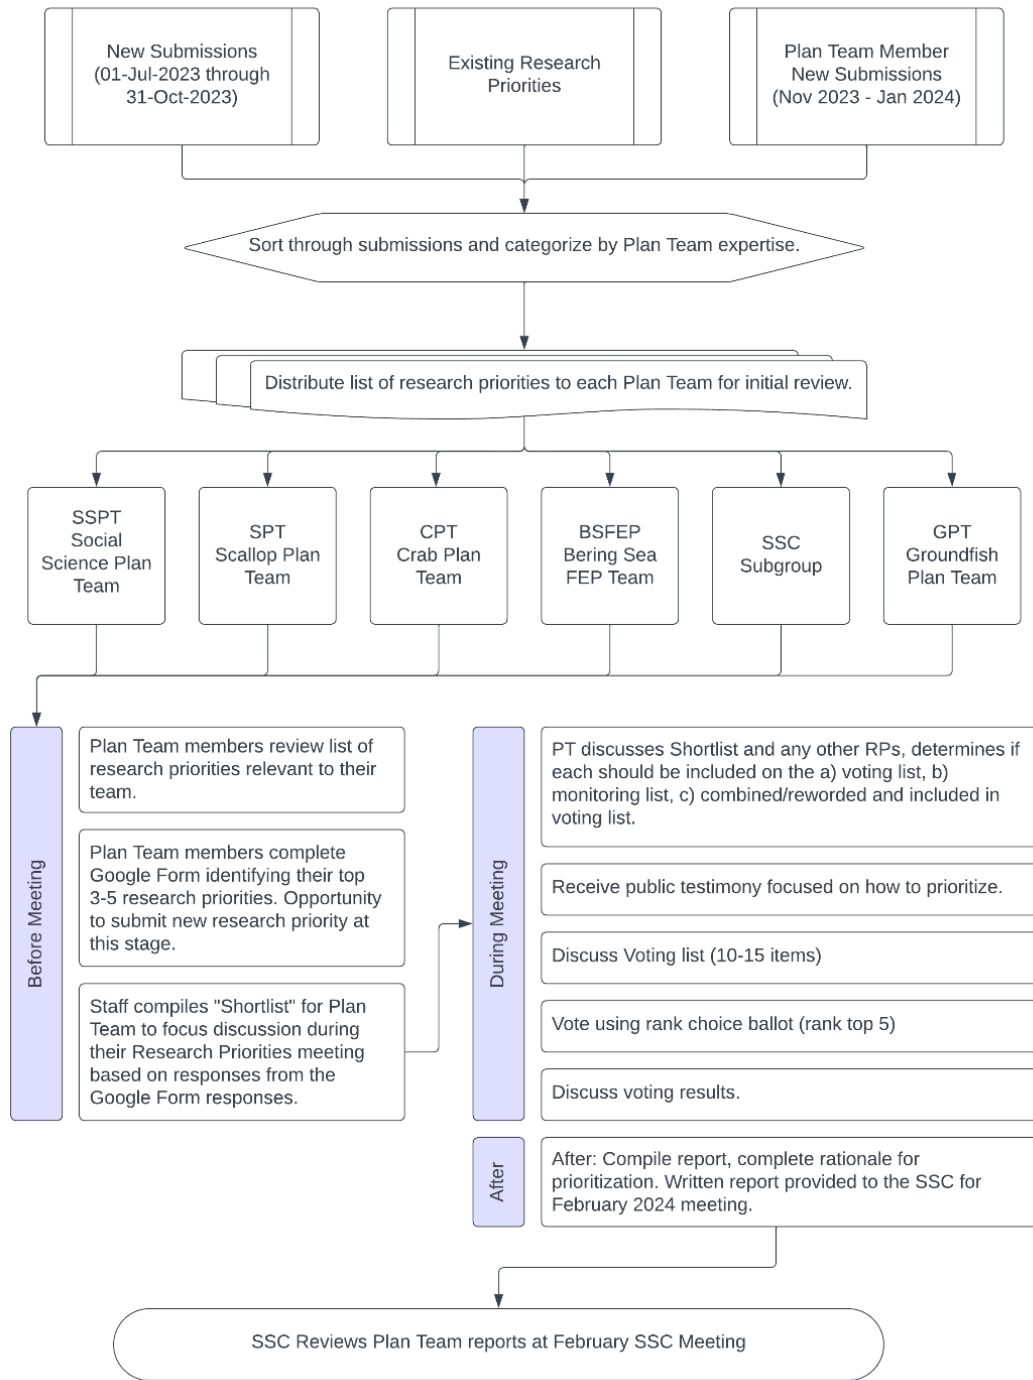 New Submissions
(01-Jul-2023 through
31-Oct-2023)
Existing Research
Priorities
Plan Team Member
New Submissions
(Nov 2023 - Jan 2024)
Sort through submissions and categorize by Plan Team expertise.
Distribute list of research priorities to each Plan Team for initial review.
SSPT
Social
Science Plan
Team
SPT
Scallop Plan
Team
CPT
Crab Plan
Team
BSFEP
Bering Sea
FEP Team
SSC
Subgroup
GPT
Groundfish
Plan Team
Before Meeting
Plan Team members review list of
research priorities relevant to their
team.
Plan Team members complete
Google Form identifying their top
3-5 research priorities. Opportunity
to submit new research priority at
this stage.
Staff compiles "Shortlist" for Plan
Team to focus discussion during
their Research Priorities meeting
based on responses from the
Google Form responses.
During Meeting
PT discusses Shortlist and any other RPs, determines if
each should be included on the a) voting list, b)
monitoring list, c) combined/reworded and included in
voting list.
Receive public testimony focused on how to prioritize.
Discuss Voting list (10-15 items)
Vote using rank choice ballot (rank top 5)
Discuss voting results.
After
After: Compile report, complete rationale for
prioritization. Written report provided to the SSC for
February 2024 meeting.
SSC Reviews Plan Team reports at February SSC Meeting